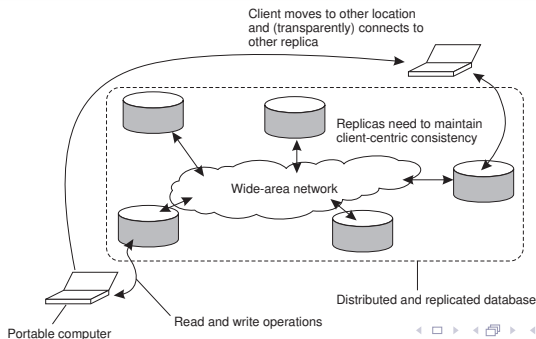 Client moves to other location
and (transparently) connects to
other replica
Replicas need to maintain
client-centric consistency
Wide-area network
Distributed and replicated database
Read and write operations
Portable computer